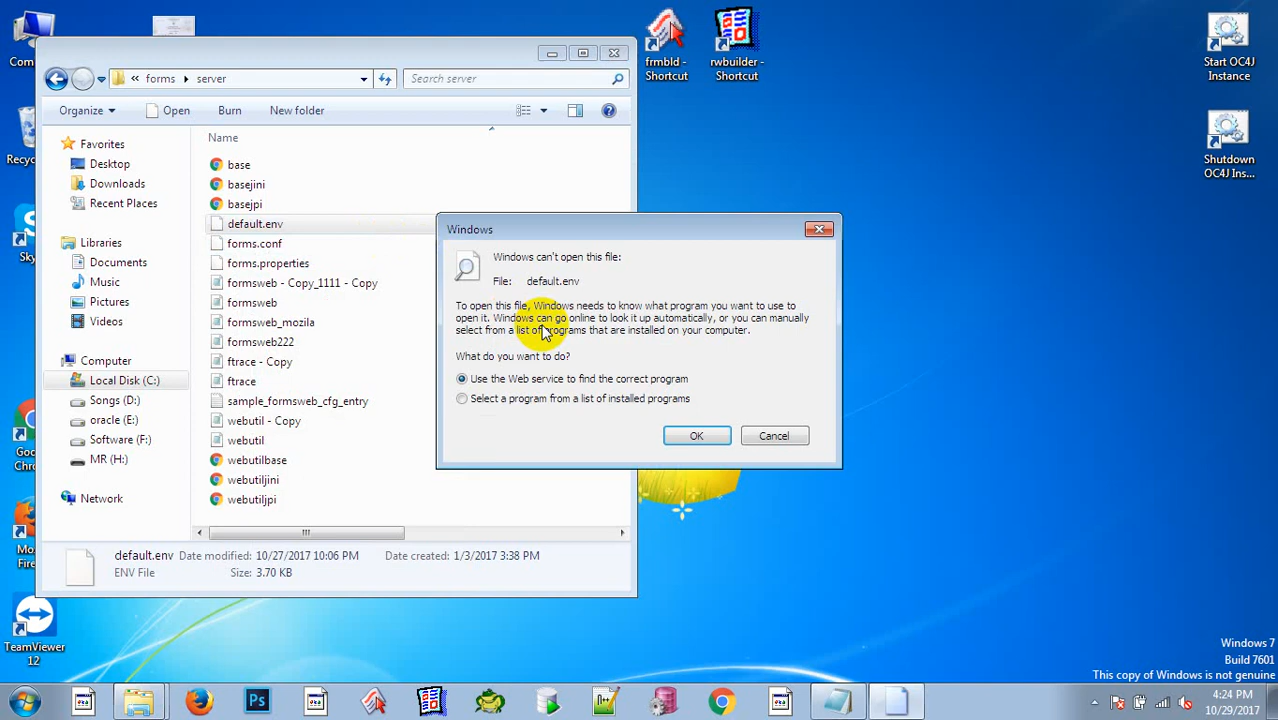 Com
frmbld - Shortcut
rwbuilder - Shortcut
Start OC4J Instance
Shutdown OC4J Ins...
Recyc
Sky
Goo
Chro
Moz
Firef
TeamViewer 12
« forms ▸ server
Search server
Organize
Open
Burn
New folder
Favorites
Desktop
Downloads
Recent Places
Libraries
Documents
Music
Pictures
Videos
Computer
Local Disk (C:)
Songs (D:)
oracle (E:)
Software (F:)
MR (H:)
Network
Name
base
basejini
basejpi
default.env
forms.conf
forms.properties
formsweb - Copy_1111 - Copy
formsweb
formsweb_mozila
formsweb222
ftrace - Copy
ftrace
sample_formsweb_cfg_entry
webutil - Copy
webutil
webutilbase
webutiljini
webutiljpi
default.env Date modified: 10/27/2017 10:06 PM Date created: 1/3/2017 3:38 PM
ENV File Size: 3.70 KB
Windows
Windows can't open this file:
File: default.env
To open this file, Windows needs to know what program you want to use to
open it. Windows can go online to look it up automatically, or you can manually
select from a list of programs that are installed on your computer.
What do you want to do?
Use the Web service to find the correct program
Select a program from a list of installed programs
OK
Cancel
Windows 7
Build 7601
This copy of Windows is not genuine
Ps
4:24 PM
10/29/2017